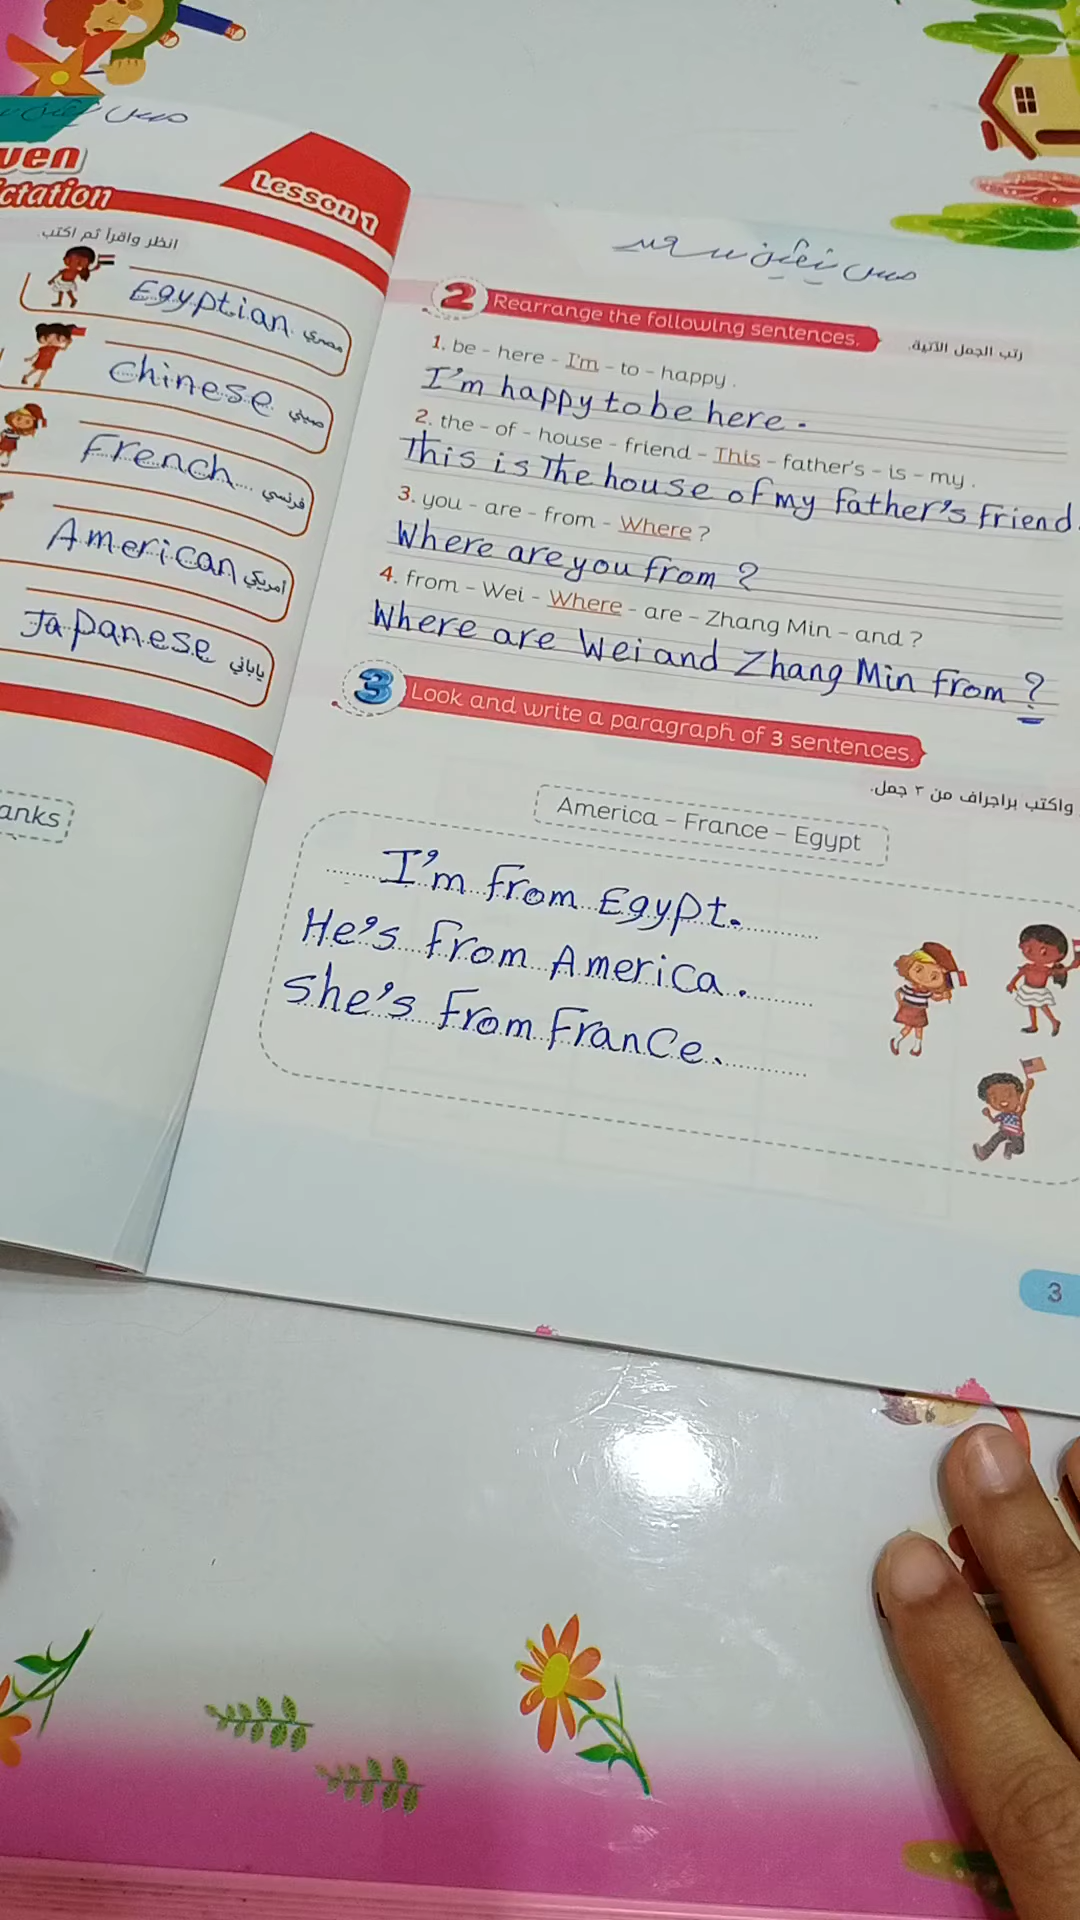 Lesson 1
انظر واقرأ ثم اكتب.
Egyptian مصري
Chinese صيني
French فرنسي
American أمريكي
Japanese ياباني
ميس نيفين سعيد
2 Rearrange the following sentences.
رتب الجمل الآتية.
1. be - here - I'm - to - happy .
I'm happy to be here.
2. the - of - house - friend - This - father's - is - my .
This is The house of my father's Friend.
3. you - are - from - Where ?
Where are you from ?
4. from - Wei - Where - are - Zhang Min - and ?
Where are Wei and Zhang Min from ?
3 Look and write a paragraph of 3 sentences.
واكتب براجراف من ٣ جمل.
America - France - Egypt
I'm from Egypt.
He's from America.
She's From France.
3